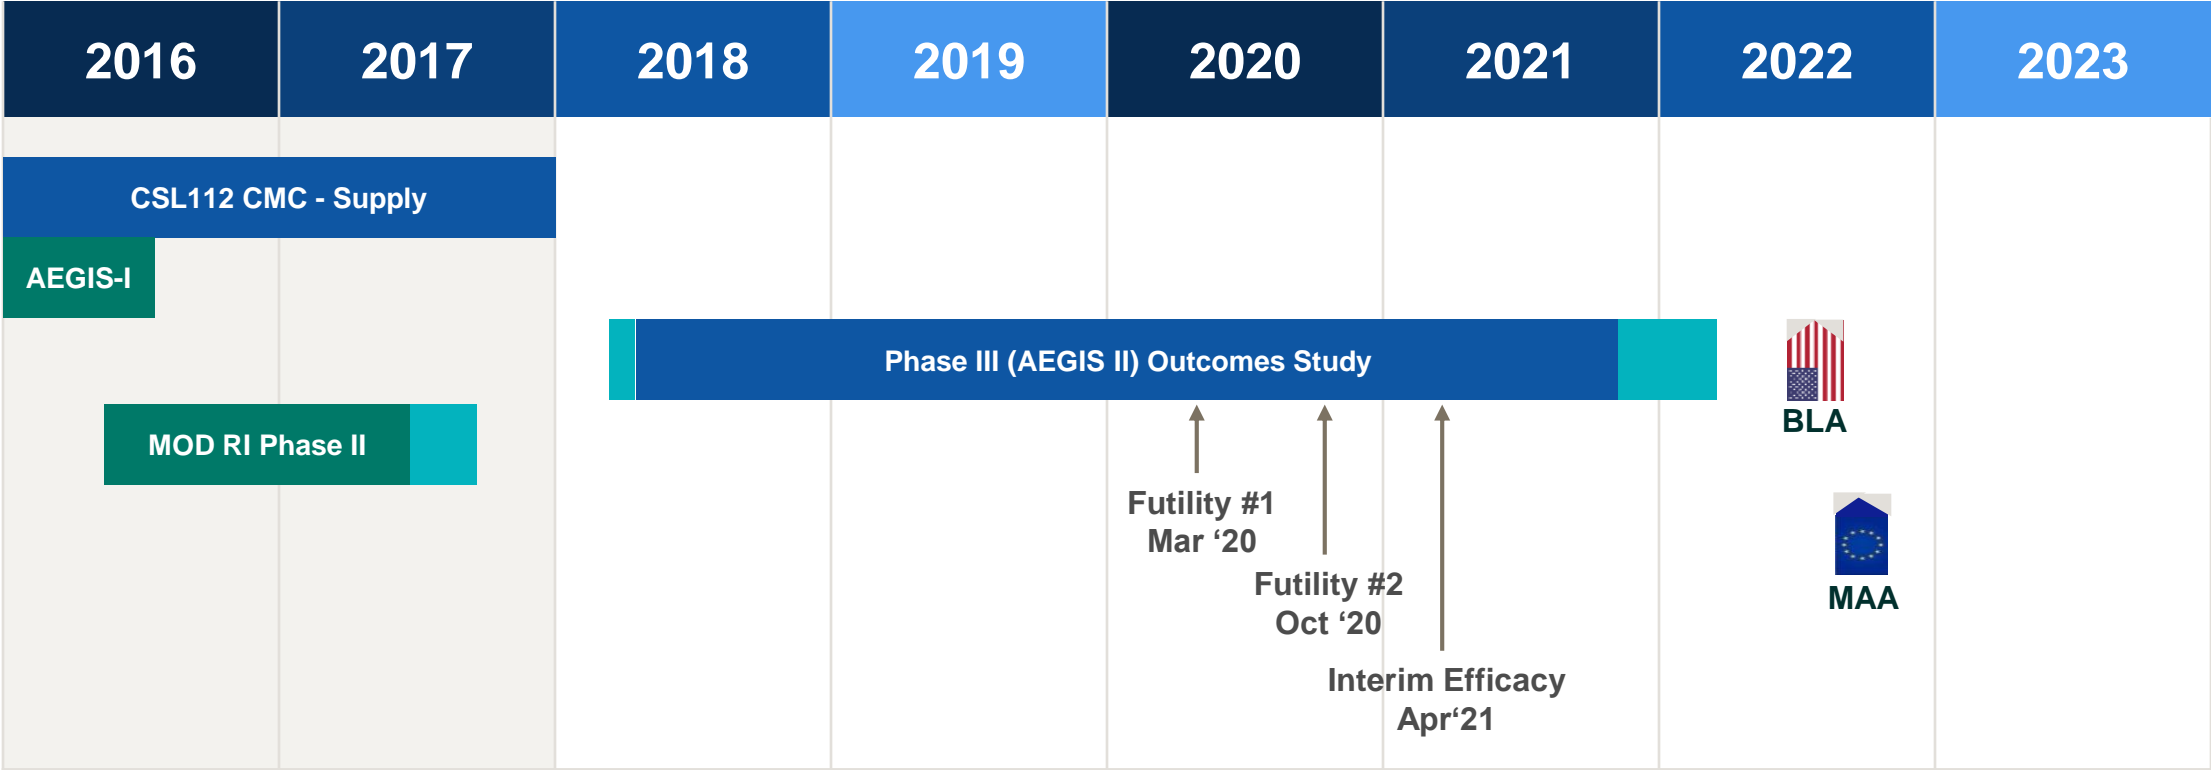 2016 2017 2018 2019 2020 2021 2022 2023
CSL112 CMC - Supply
AEGIS-I
Phase III (AEGIS II) Outcomes Study
MOD RI Phase II
BLA
Futility #1
Mar ‘20
MAA
Futility #2
Oct ‘20
Interim Efficacy
Apr‘21